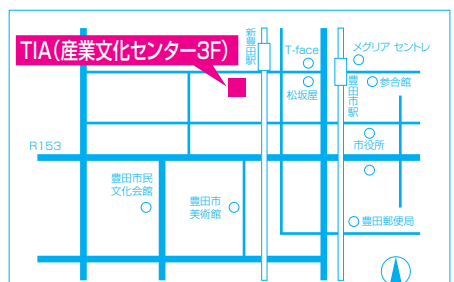 TIA(産業文化センター3F)
新豊田駅
T-face
メグリア セントレ
松坂屋
豊田市駅
参合館
R153
市役所
豊田市民
文化会館
豊田市
美術館
豊田郵便局